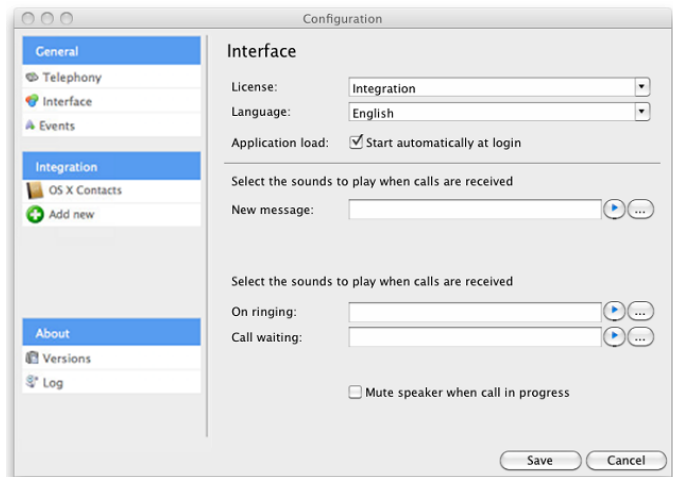 Configuration
General
Telephony
Interface
Events
Integration
OS X Contacts
Add new
About
Versions
Log
Interface
License: Integration
Language: English
Application load: Start automatically at login
Select the sounds to play when calls are received
New message: ...
Select the sounds to play when calls are received
On ringing: ...
Call waiting: ...
Mute speaker when call in progress
Save Cancel